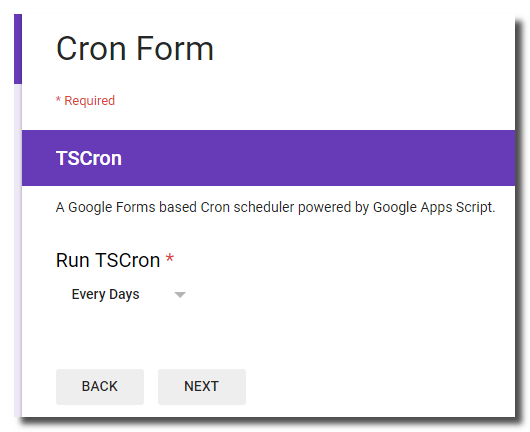 Cron Form
* Required
TSCron
A Google Forms based Cron scheduler powered by Google Apps Script.
Run TSCron *
Every Days
BACK NEXT